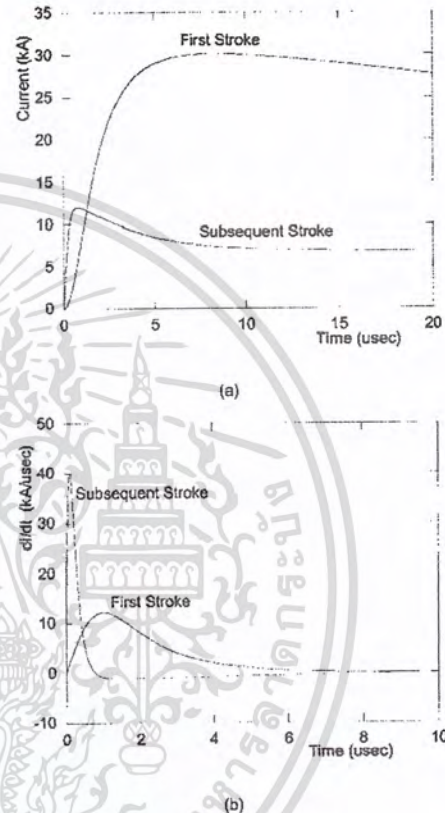 35
30
25
20
15
10
5
0
Current (kA)
First Stroke
Subsequent Stroke
0
5
10
15
20
Time (usec)
(a)
50
40
30
20
10
0
-10
di/dt (kA/usec)
Subsequent Stroke
First Stroke
0
2
4
6
8
10
Time (usec)
(b)